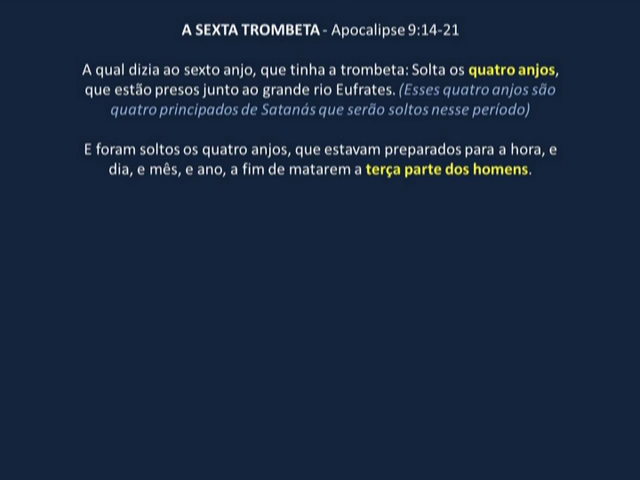 A SEXTA TROMBETA - Apocalipse 9:14-21
A qual dizia ao sexto anjo, que tinha a trombeta: Solta os quatro anjos,
que estão presos junto ao grande rio Eufrates. (Esses quatro anjos são
quatro principados de Satanás que serão soltos nesse período)
E foram soltos os quatro anjos, que estavam preparados para a hora, e
dia, e mês, e ano, a fim de matarem a terça parte dos homens.